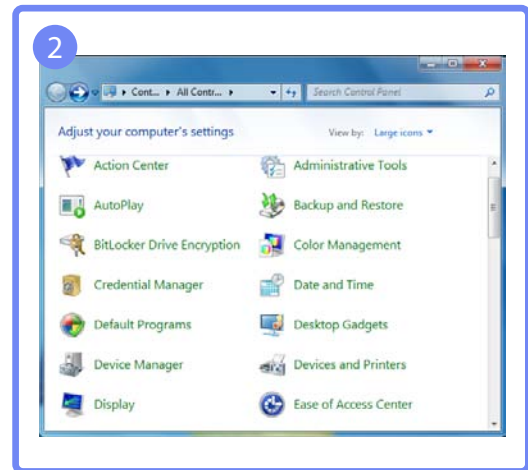 2
Cont... ▸ All Contr... ▸ Search Control Panel
Adjust your computer's settings View by: Large icons
Action Center Administrative Tools
AutoPlay Backup and Restore
BitLocker Drive Encryption Color Management
Credential Manager Date and Time
Default Programs Desktop Gadgets
Device Manager Devices and Printers
Display Ease of Access Center